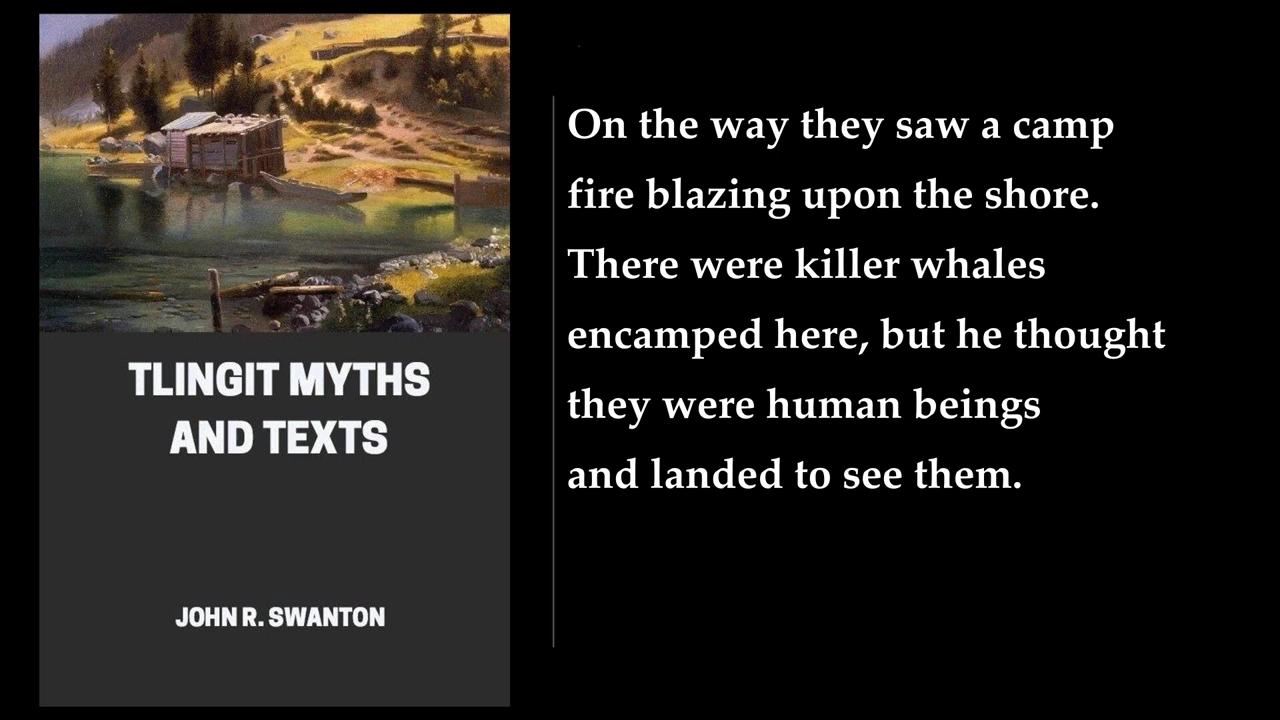 TLINGIT MYTHS
AND TEXTS
JOHN R. SWANTON
On the way they saw a camp
fire blazing upon the shore.
There were killer whales
encamped here, but he thought
they were human beings
and landed to see them.